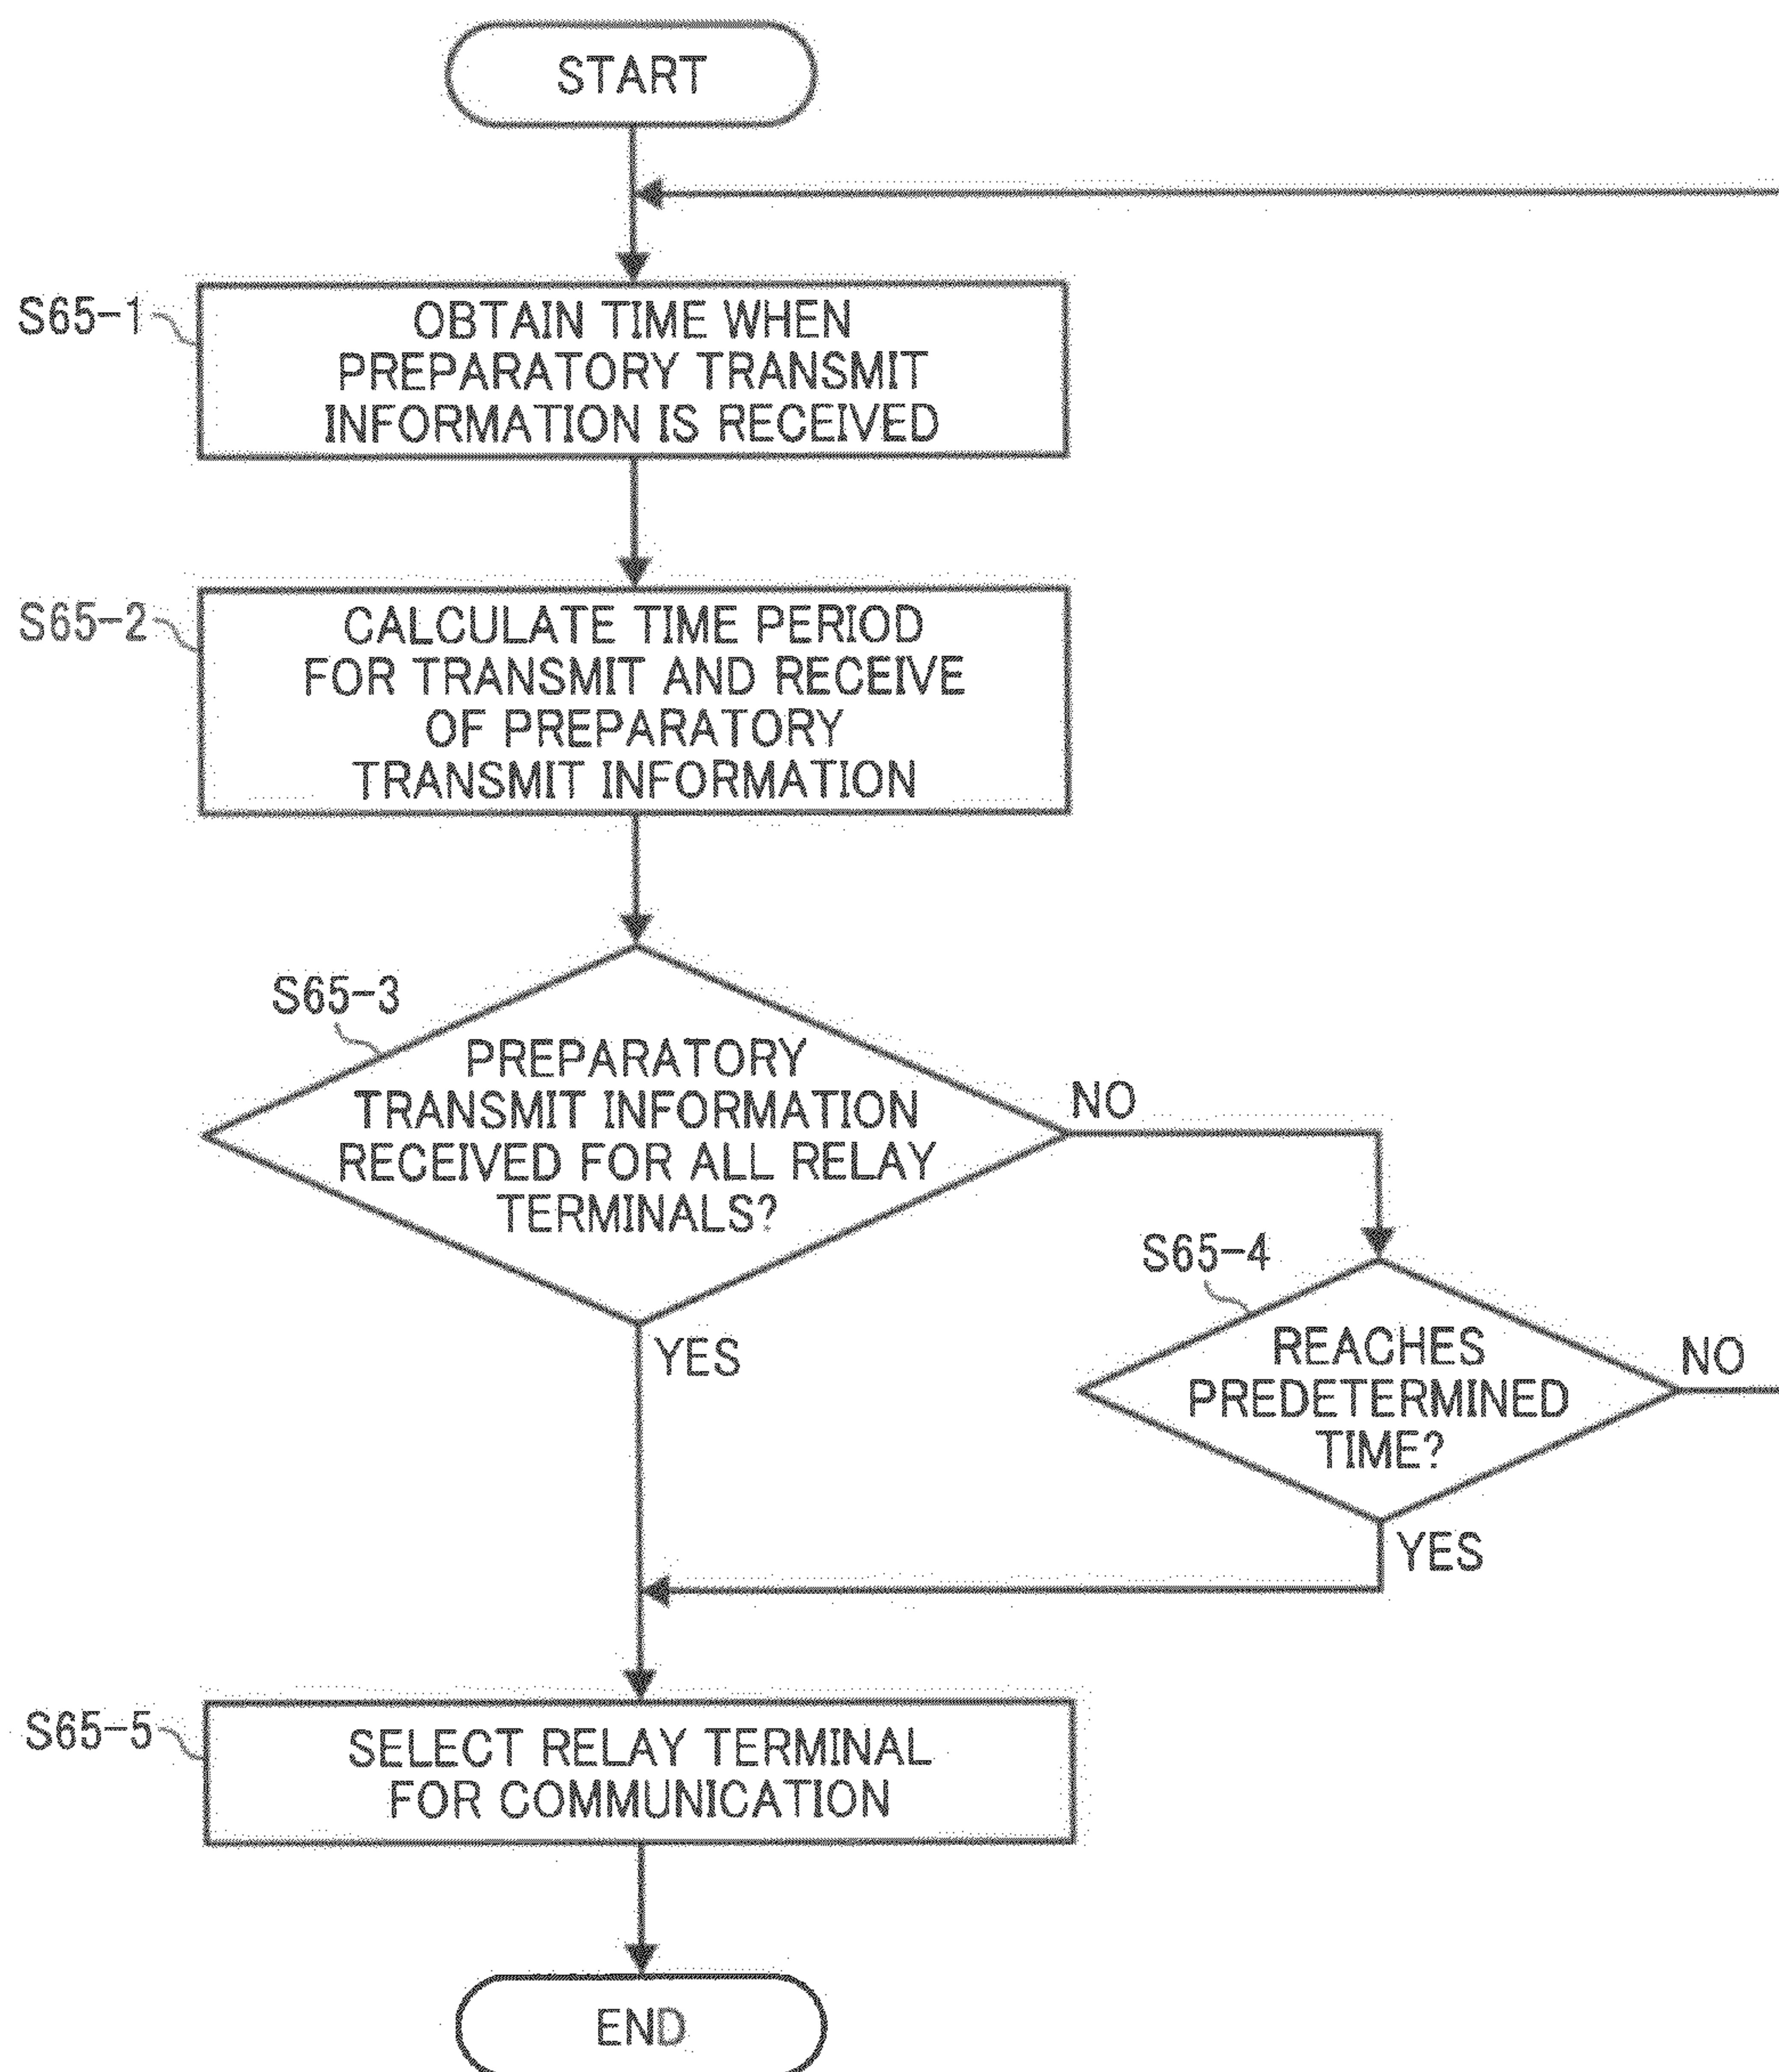 START
S65-1
OBTAIN TIME WHEN
PREPARATORY TRANSMIT
INFORMATION IS RECEIVED
S65-2
CALCULATE TIME PERIOD
FOR TRANSMIT AND RECEIVE
OF PREPARATORY
TRANSMIT INFORMATION
S65-3
PREPARATORY
TRANSMIT INFORMATION
RECEIVED FOR ALL RELAY
TERMINALS?
NO
YES
S65-4
REACHES
PREDETERMINED
TIME?
NO
YES
S65-5
SELECT RELAY TERMINAL
FOR COMMUNICATION
END